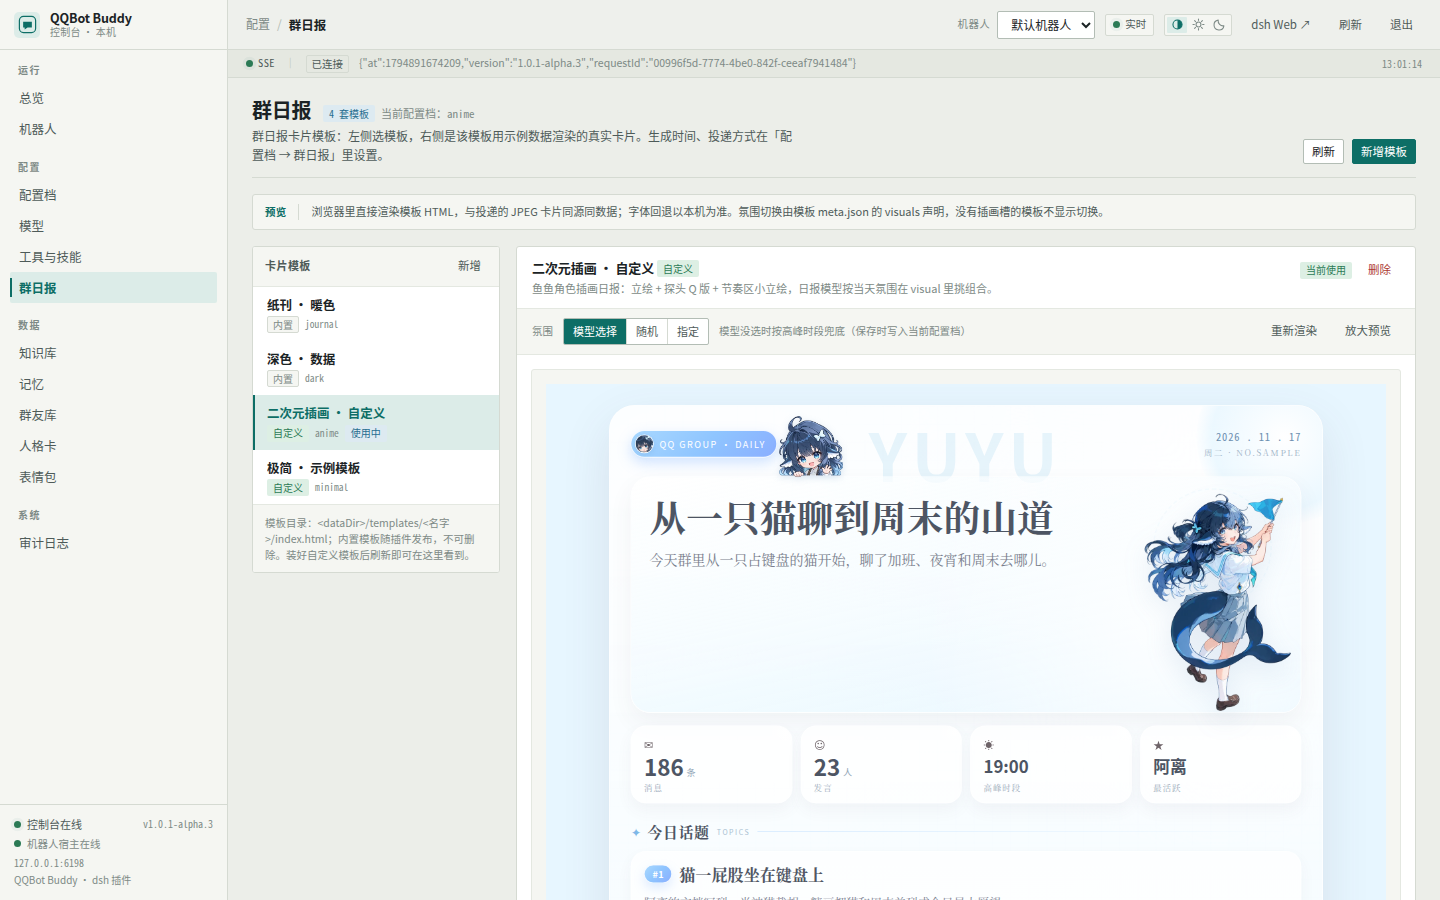 QQBot Buddy
控制台 · 本机
运行
总览
机器人
配置
配置档
模型
工具与技能
群日报
数据
知识库
记忆
群友库
人格卡
表情包
系统
审计日志
控制台在线 v1.0.1-alpha.3
机器人宿主在线
127.0.0.1:6198
QQBot Buddy · dsh 插件
配置 / 群日报
机器人 默认机器人 实时 dsh Web ↗ 刷新 退出
SSE 已连接 {"at":1794891674209,"version":"1.0.1-alpha.3","requestId":"00996f5d-7774-4be0-842f-ceeaf7941484"} 13:01:14
群日报 4 套模板 当前配置档：anime
群日报卡片模板：左侧选模板，右侧是该模板用示例数据渲染的真实卡片。生成时间、投递方式在「配
置档 → 群日报」里设置。
刷新 新增模板
预览 浏览器里直接渲染模板 HTML，与投递的 JPEG 卡片同源同数据；字体回退以本机为准。氛围切换由模板 meta.json 的 visuals 声明，没有插画槽的模板不显示切换。
卡片模板 新增
纸刊 · 暖色
内置 journal
深色 · 数据
内置 dark
二次元插画 · 自定义
自定义 anime 使用中
极简 · 示例模板
自定义 minimal
模板目录：<dataDir>/templates/<名字
>/index.html；内置模板随插件发布，不可删
除。装好自定义模板后刷新即可在这里看到。
二次元插画 · 自定义 自定义
当前使用 删除
鱼鱼角色插画日报：立绘 + 探头 Q 版 + 节奏区小立绘，日报模型按当天氛围在 visual 里挑组合。
氛围 模型选择 随机 指定 模型没选时按高峰时段兜底（保存时写入当前配置档） 重新渲染 放大预览
QQ GROUP · DAILY
YUYU
2026 . 11 . 17
周二 · NO.SAMPLE
从一只猫聊到周末的山道
今天群里从一只占键盘的猫开始，聊了加班、夜宵和周末去哪儿。
186 条
消息
23 人
发言
19:00
高峰时段
阿离
最活跃
今日话题 TOPICS
#1 猫一屁股坐在键盘上